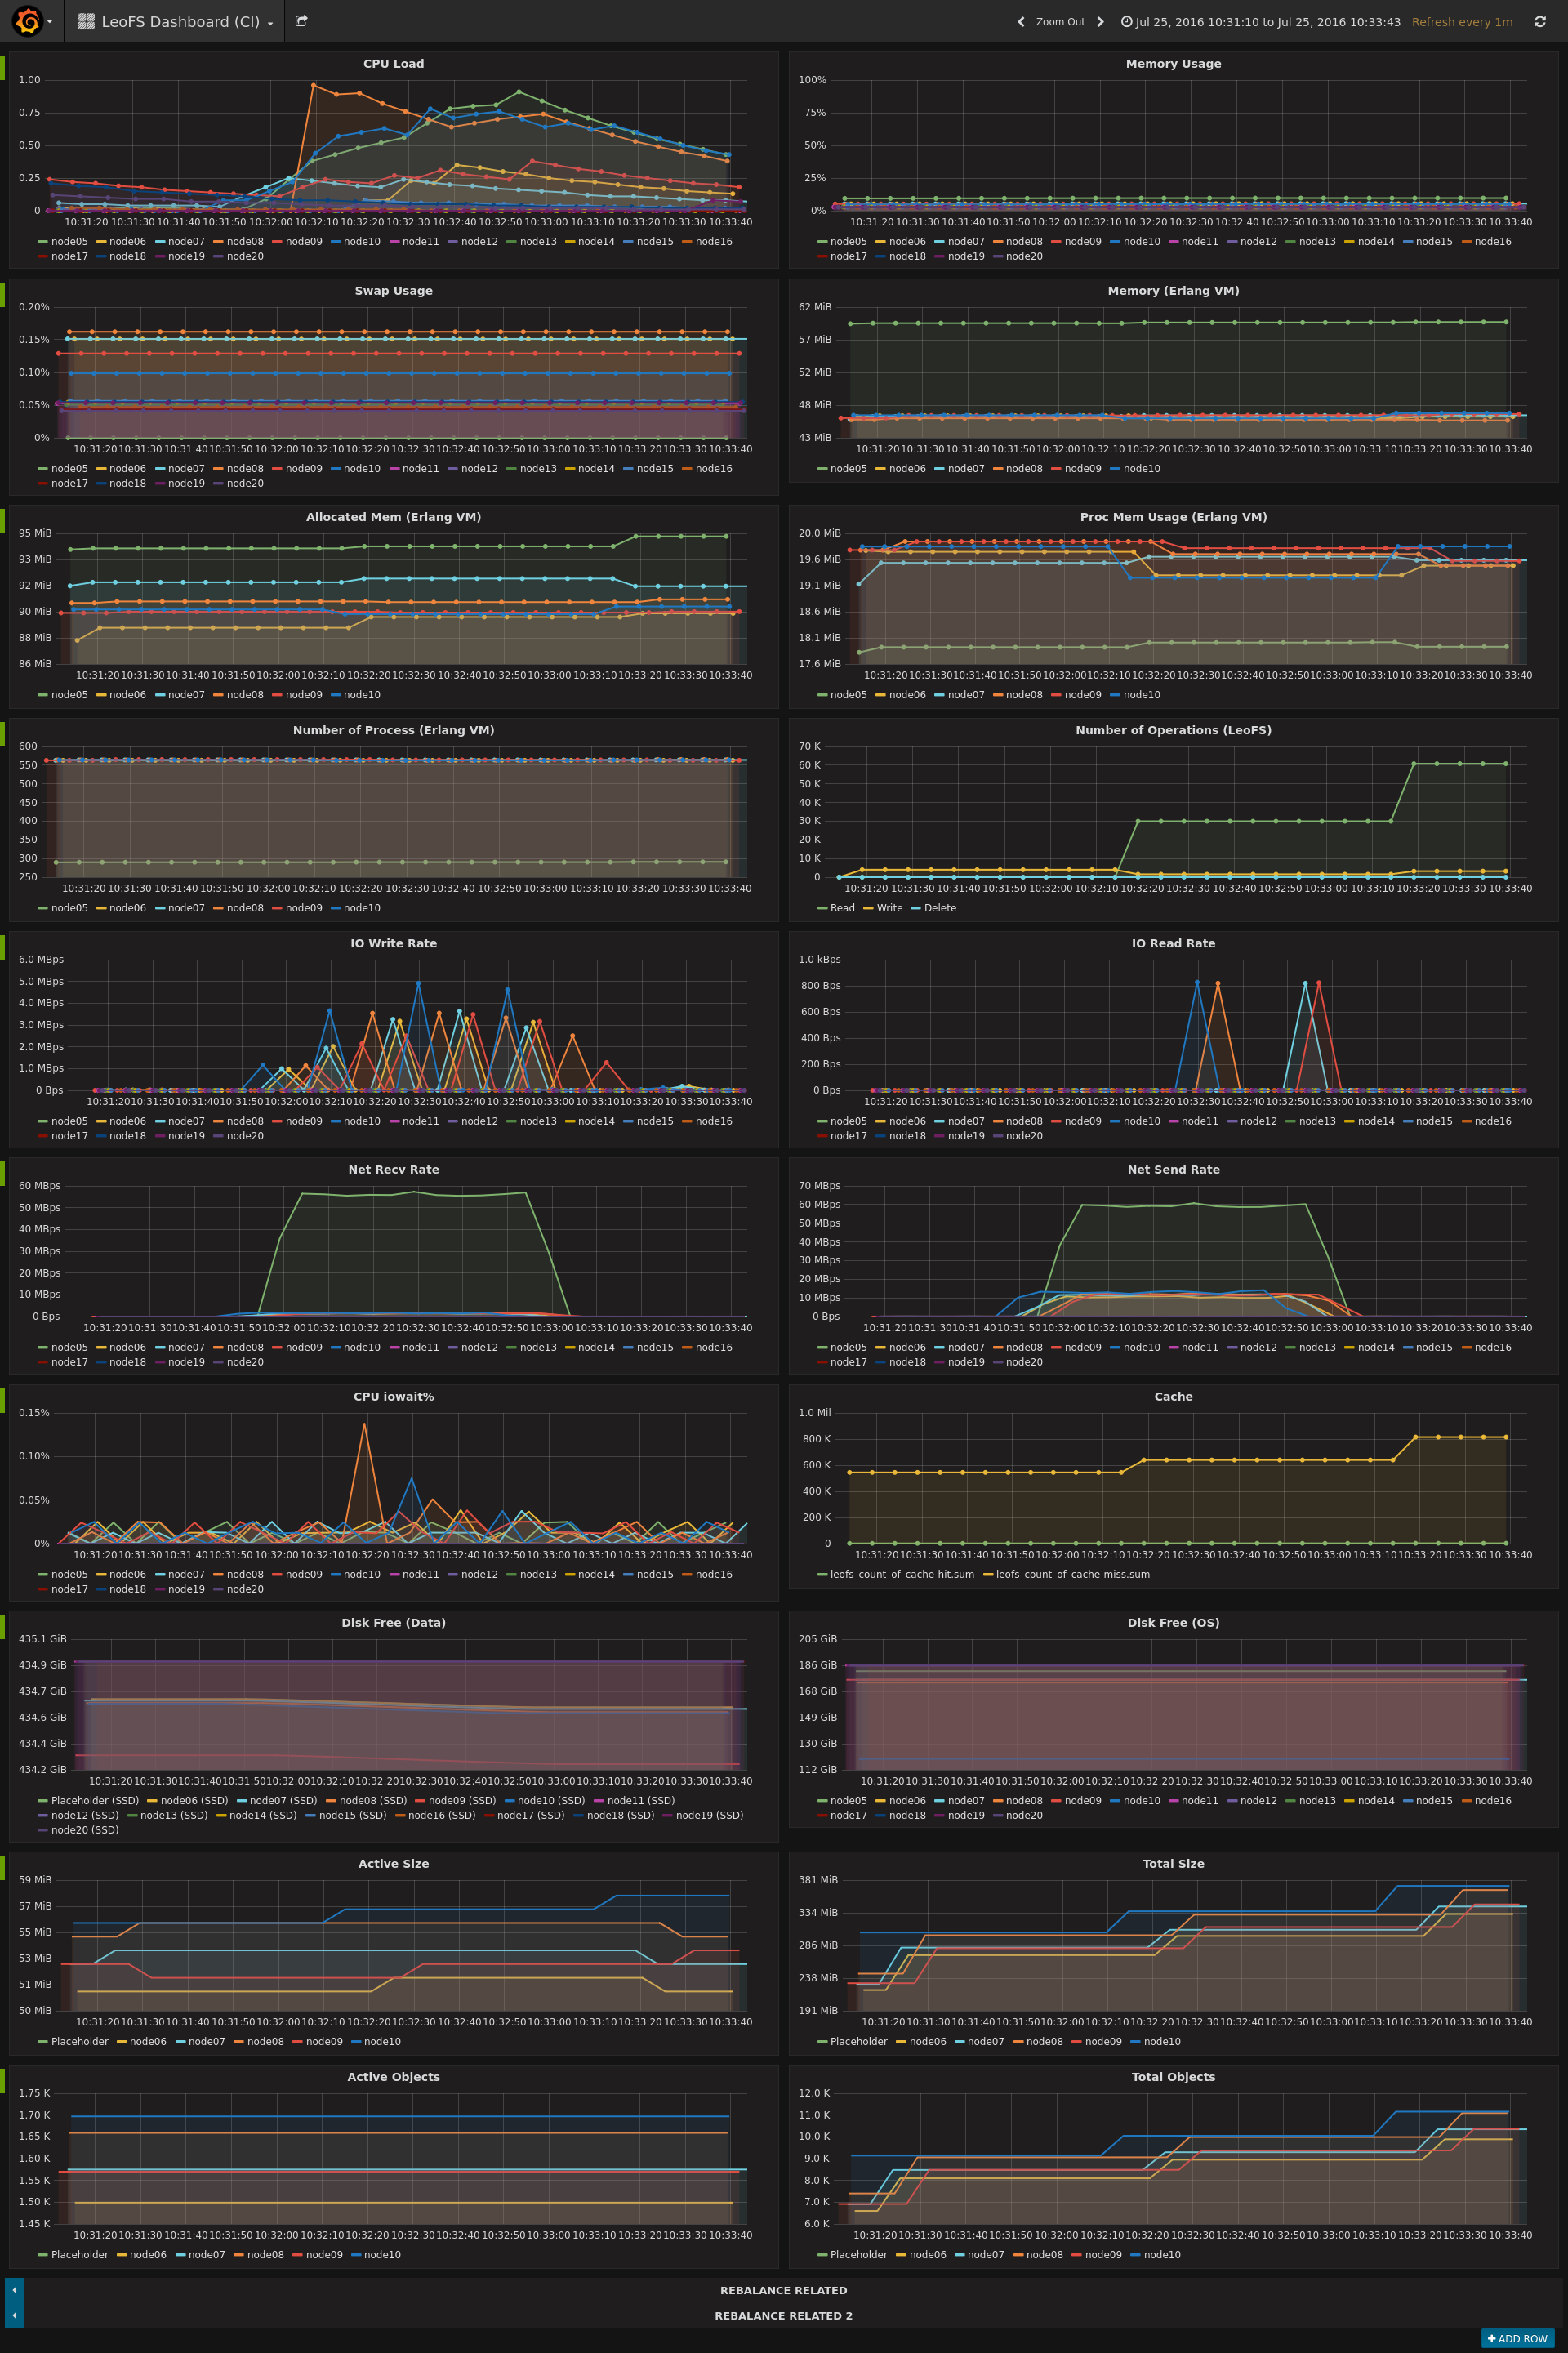 LeoFS Dashboard (CI)
Zoom Out
Jul 25, 2016 10:31:10 to Jul 25, 2016 10:33:43
Refresh every 1m
CPU Load
1.00
0.75
0.50
0.25
0
10:31:20 10:31:30 10:31:40 10:31:50 10:32:00 10:32:10 10:32:20 10:32:30 10:32:40 10:32:50 10:33:00 10:33:10 10:33:20 10:33:30 10:33:40
node05 node06 node07 node08 node09 node10 node11 node12 node13 node14 node15 node16
node17 node18 node19 node20
Memory Usage
100%
75%
50%
25%
0%
10:31:20 10:31:30 10:31:40 10:31:50 10:32:00 10:32:10 10:32:20 10:32:30 10:32:40 10:32:50 10:33:00 10:33:10 10:33:20 10:33:30 10:33:40
node05 node06 node07 node08 node09 node10 node11 node12 node13 node14 node15 node16
node17 node18 node19 node20
Swap Usage
0.20%
0.15%
0.10%
0.05%
0%
10:31:20 10:31:30 10:31:40 10:31:50 10:32:00 10:32:10 10:32:20 10:32:30 10:32:40 10:32:50 10:33:00 10:33:10 10:33:20 10:33:30 10:33:40
node05 node06 node07 node08 node09 node10 node11 node12 node13 node14 node15 node16
node17 node18 node19 node20
Memory (Erlang VM)
62 MiB
57 MiB
52 MiB
48 MiB
43 MiB
10:31:20 10:31:30 10:31:40 10:31:50 10:32:00 10:32:10 10:32:20 10:32:30 10:32:40 10:32:50 10:33:00 10:33:10 10:33:20 10:33:30 10:33:40
node05 node06 node07 node08 node09 node10
Allocated Mem (Erlang VM)
95 MiB
93 MiB
92 MiB
90 MiB
88 MiB
86 MiB
10:31:20 10:31:30 10:31:40 10:31:50 10:32:00 10:32:10 10:32:20 10:32:30 10:32:40 10:32:50 10:33:00 10:33:10 10:33:20 10:33:30 10:33:40
node05 node06 node07 node08 node09 node10
Proc Mem Usage (Erlang VM)
20.0 MiB
19.6 MiB
19.1 MiB
18.6 MiB
18.1 MiB
17.6 MiB
10:31:20 10:31:30 10:31:40 10:31:50 10:32:00 10:32:10 10:32:20 10:32:30 10:32:40 10:32:50 10:33:00 10:33:10 10:33:20 10:33:30 10:33:40
node05 node06 node07 node08 node09 node10
Number of Process (Erlang VM)
600
550
500
450
400
350
300
250
10:31:20 10:31:30 10:31:40 10:31:50 10:32:00 10:32:10 10:32:20 10:32:30 10:32:40 10:32:50 10:33:00 10:33:10 10:33:20 10:33:30 10:33:40
node05 node06 node07 node08 node09 node10
Number of Operations (LeoFS)
70 K
60 K
50 K
40 K
30 K
20 K
10 K
0
10:31:20 10:31:30 10:31:40 10:31:50 10:32:00 10:32:10 10:32:20 10:32:30 10:32:40 10:32:50 10:33:00 10:33:10 10:33:20 10:33:30 10:33:40
Read Write Delete
IO Write Rate
6.0 MBps
5.0 MBps
4.0 MBps
3.0 MBps
2.0 MBps
1.0 MBps
0 Bps
10:31:20 10:31:30 10:31:40 10:31:50 10:32:00 10:32:10 10:32:20 10:32:30 10:32:40 10:32:50 10:33:00 10:33:10 10:33:20 10:33:30 10:33:40
node05 node06 node07 node08 node09 node10 node11 node12 node13 node14 node15 node16
node17 node18 node19 node20
IO Read Rate
1.0 kBps
800 Bps
600 Bps
400 Bps
200 Bps
0 Bps
10:31:20 10:31:30 10:31:40 10:31:50 10:32:00 10:32:10 10:32:20 10:32:30 10:32:40 10:32:50 10:33:00 10:33:10 10:33:20 10:33:30 10:33:40
node05 node06 node07 node08 node09 node10 node11 node12 node13 node14 node15 node16
node17 node18 node19 node20
Net Recv Rate
60 MBps
50 MBps
40 MBps
30 MBps
20 MBps
10 MBps
0 Bps
10:31:20 10:31:30 10:31:40 10:31:50 10:32:00 10:32:10 10:32:20 10:32:30 10:32:40 10:32:50 10:33:00 10:33:10 10:33:20 10:33:30 10:33:40
node05 node06 node07 node08 node09 node10 node11 node12 node13 node14 node15 node16
node17 node18 node19 node20
Net Send Rate
70 MBps
60 MBps
50 MBps
40 MBps
30 MBps
20 MBps
10 MBps
0 Bps
10:31:20 10:31:30 10:31:40 10:31:50 10:32:00 10:32:10 10:32:20 10:32:30 10:32:40 10:32:50 10:33:00 10:33:10 10:33:20 10:33:30 10:33:40
node05 node06 node07 node08 node09 node10 node11 node12 node13 node14 node15 node16
node17 node18 node19 node20
CPU iowait%
0.15%
0.10%
0.05%
0%
10:31:20 10:31:30 10:31:40 10:31:50 10:32:00 10:32:10 10:32:20 10:32:30 10:32:40 10:32:50 10:33:00 10:33:10 10:33:20 10:33:30 10:33:40
node05 node06 node07 node08 node09 node10 node11 node12 node13 node14 node15 node16
node17 node18 node19 node20
Cache
1.0 Mil
800 K
600 K
400 K
200 K
0
10:31:20 10:31:30 10:31:40 10:31:50 10:32:00 10:32:10 10:32:20 10:32:30 10:32:40 10:32:50 10:33:00 10:33:10 10:33:20 10:33:30 10:33:40
leofs_count_of_cache-hit.sum leofs_count_of_cache-miss.sum
Disk Free (Data)
435.1 GiB
434.9 GiB
434.7 GiB
434.6 GiB
434.4 GiB
434.2 GiB
10:31:20 10:31:30 10:31:40 10:31:50 10:32:00 10:32:10 10:32:20 10:32:30 10:32:40 10:32:50 10:33:00 10:33:10 10:33:20 10:33:30 10:33:40
Placeholder (SSD) node06 (SSD) node07 (SSD) node08 (SSD) node09 (SSD) node10 (SSD) node11 (SSD)
node12 (SSD) node13 (SSD) node14 (SSD) node15 (SSD) node16 (SSD) node17 (SSD) node18 (SSD) node19 (SSD)
node20 (SSD)
Disk Free (OS)
205 GiB
186 GiB
168 GiB
149 GiB
130 GiB
112 GiB
10:31:20 10:31:30 10:31:40 10:31:50 10:32:00 10:32:10 10:32:20 10:32:30 10:32:40 10:32:50 10:33:00 10:33:10 10:33:20 10:33:30 10:33:40
node05 node06 node07 node08 node09 node10 node11 node12 node13 node14 node15 node16
node17 node18 node19 node20
Active Size
59 MiB
57 MiB
55 MiB
53 MiB
51 MiB
50 MiB
10:31:20 10:31:30 10:31:40 10:31:50 10:32:00 10:32:10 10:32:20 10:32:30 10:32:40 10:32:50 10:33:00 10:33:10 10:33:20 10:33:30 10:33:40
Placeholder node06 node07 node08 node09 node10
Total Size
381 MiB
334 MiB
286 MiB
238 MiB
191 MiB
10:31:20 10:31:30 10:31:40 10:31:50 10:32:00 10:32:10 10:32:20 10:32:30 10:32:40 10:32:50 10:33:00 10:33:10 10:33:20 10:33:30 10:33:40
Placeholder node06 node07 node08 node09 node10
Active Objects
1.75 K
1.70 K
1.65 K
1.60 K
1.55 K
1.50 K
1.45 K
10:31:20 10:31:30 10:31:40 10:31:50 10:32:00 10:32:10 10:32:20 10:32:30 10:32:40 10:32:50 10:33:00 10:33:10 10:33:20 10:33:30 10:33:40
Placeholder node06 node07 node08 node09 node10
Total Objects
12.0 K
11.0 K
10.0 K
9.0 K
8.0 K
7.0 K
6.0 K
10:31:20 10:31:30 10:31:40 10:31:50 10:32:00 10:32:10 10:32:20 10:32:30 10:32:40 10:32:50 10:33:00 10:33:10 10:33:20 10:33:30 10:33:40
Placeholder node06 node07 node08 node09 node10
REBALANCE RELATED
REBALANCE RELATED 2
ADD ROW